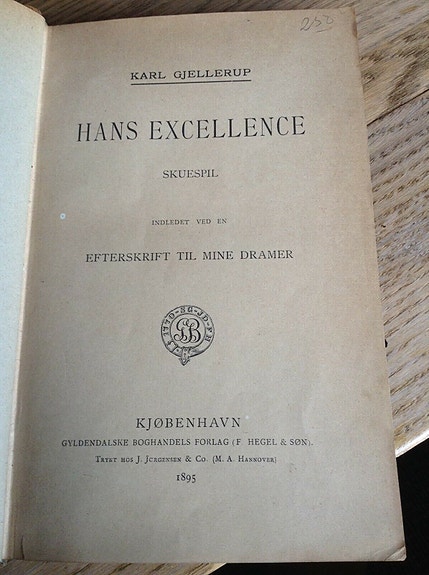 250
KARL GJELLERUP
HANS EXCELLENCE
SKUESPIL
INDLEDET VED EN
EFTERSKRIFT TIL MINE DRAMER
KJØBENHAVN
GYLDENDALSKE BOGHANDELS FORLAG (F. HEGEL & SØN).
TRYKT HOS J. JØRGENSEN & CO. (M. A. HANNOVER)
1895